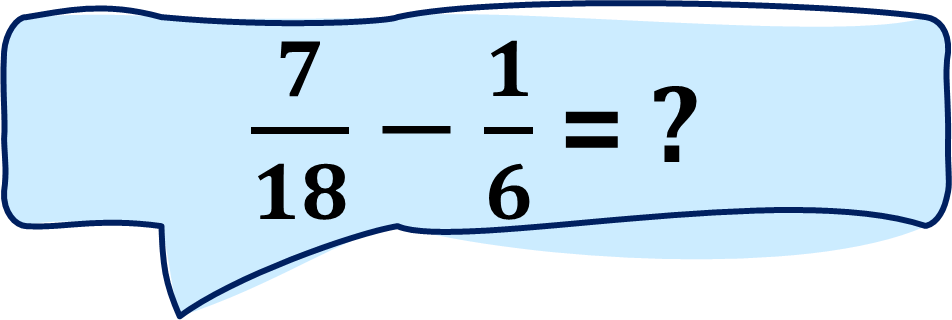 7/18 − 1/6 = ?